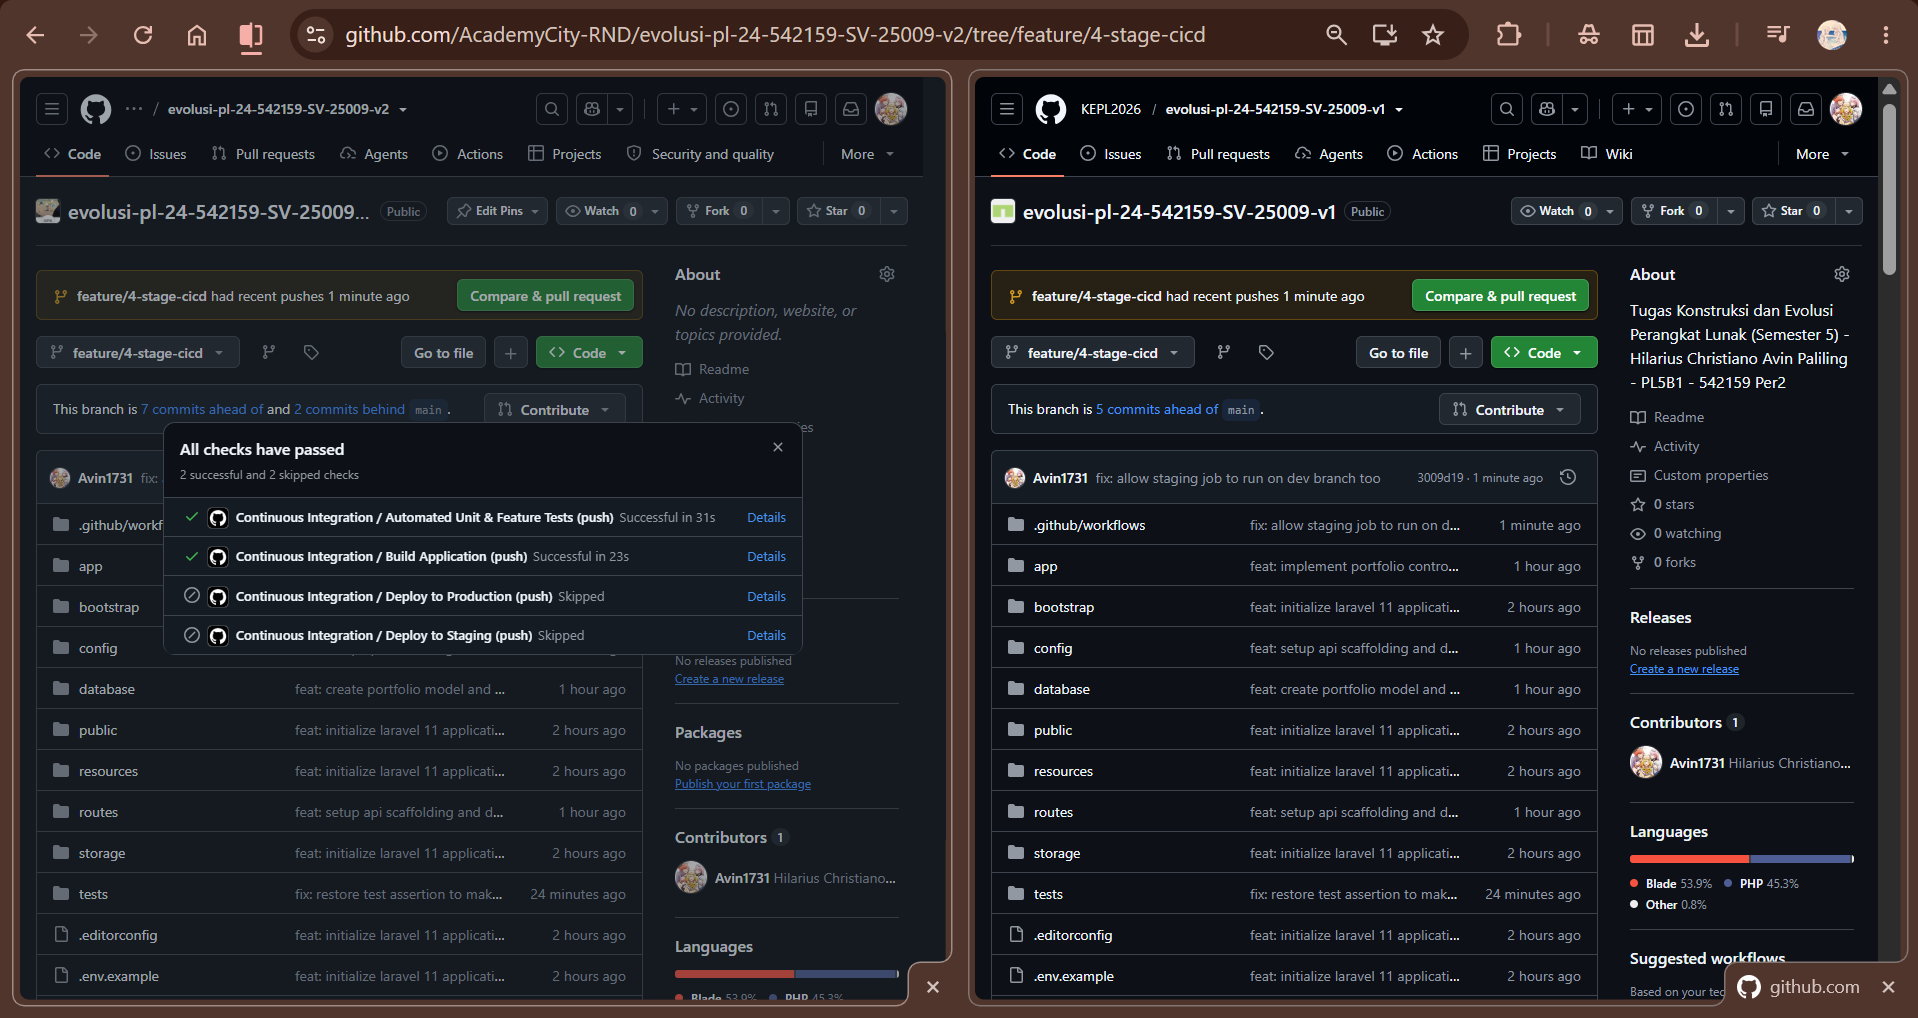 github.com/AcademyCity-RND/evolusi-pl-24-542159-SV-25009-v2/tree/feature/4-stage-cicd
/ evolusi-pl-24-542159-SV-25009-v2
Code
Issues
Pull requests
Agents
Actions
Projects
Security and quality
More
evolusi-pl-24-542159-SV-25009...
Public
Edit Pins
Watch 0
Fork 0
Star 0
feature/4-stage-cicd had recent pushes 1 minute ago
Compare & pull request
feature/4-stage-cicd
Go to file
Code
This branch is 7 commits ahead of and 2 commits behind main .
Contribute
All checks have passed
2 successful and 2 skipped checks
Continuous Integration / Automated Unit & Feature Tests (push) Successful in 31s Details
Continuous Integration / Build Application (push) Successful in 23s Details
Continuous Integration / Deploy to Production (push) Skipped Details
Continuous Integration / Deploy to Staging (push) Skipped Details
Avin1731 fix:
.github/workf
app
bootstrap
config
database feat: create portfolio model and ... 1 hour ago
public feat: initialize laravel 11 applicati... 2 hours ago
resources feat: initialize laravel 11 applicati... 2 hours ago
routes feat: setup api scaffolding and d... 1 hour ago
storage feat: initialize laravel 11 applicati... 2 hours ago
tests fix: restore test assertion to mak... 24 minutes ago
.editorconfig feat: initialize laravel 11 applicati... 2 hours ago
.env.example feat: initialize laravel 11 applicati... 2 hours ago
About
No description, website, or
topics provided.
Readme
Activity
es
No releases published
Create a new release
Packages
No packages published
Publish your first package
Contributors 1
Avin1731 Hilarius Christiano...
Languages
Blade 53.9% PHP 45.3%
KEPL2026 / evolusi-pl-24-542159-SV-25009-v1
Code
Issues
Pull requests
Agents
Actions
Projects
Wiki
More
evolusi-pl-24-542159-SV-25009-v1
Public
Watch 0
Fork 0
Star 0
feature/4-stage-cicd had recent pushes 1 minute ago
Compare & pull request
feature/4-stage-cicd
Go to file
Code
This branch is 5 commits ahead of main .
Contribute
Avin1731 fix: allow staging job to run on dev branch too 3009d19 · 1 minute ago
.github/workflows fix: allow staging job to run on d... 1 minute ago
app feat: implement portfolio contro... 1 hour ago
bootstrap feat: initialize laravel 11 applicati... 2 hours ago
config feat: setup api scaffolding and d... 1 hour ago
database feat: create portfolio model and ... 1 hour ago
public feat: initialize laravel 11 applicati... 2 hours ago
resources feat: initialize laravel 11 applicati... 2 hours ago
routes feat: setup api scaffolding and d... 1 hour ago
storage feat: initialize laravel 11 applicati... 2 hours ago
tests fix: restore test assertion to mak... 24 minutes ago
.editorconfig feat: initialize laravel 11 applicati... 2 hours ago
.env.example feat: initialize laravel 11 applicati... 2 hours ago
About
Tugas Konstruksi dan Evolusi
Perangkat Lunak (Semester 5) -
Hilarius Christiano Avin Paliling
- PL5B1 - 542159 Per2
Readme
Activity
Custom properties
0 stars
0 watching
0 forks
Releases
No releases published
Create a new release
Contributors 1
Avin1731 Hilarius Christiano...
Languages
Blade 53.9% PHP 45.3%
Other 0.8%
Suggested workflows
Based on your tec
github.com